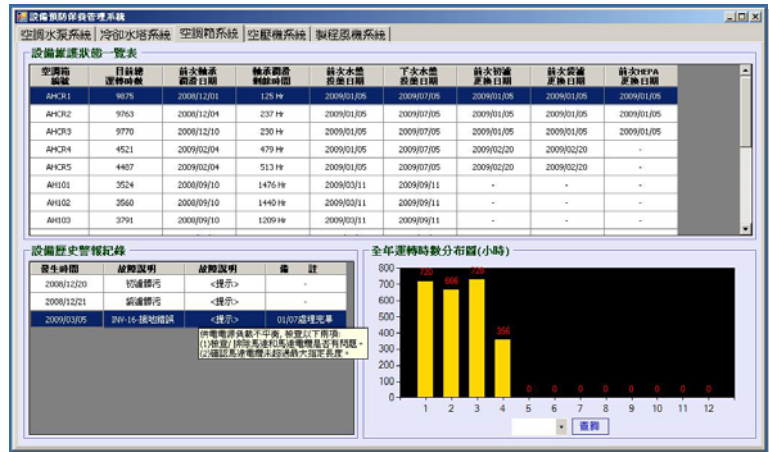 設備預防保養管理系統
空調水泵系統 冷卻水塔系統 空調箱系統 空壓機系統 製程風機系統
設備維護狀態一覽表
空調箱編號 目前總運轉時數 前次軸承潤滑日期 軸承潤滑剩餘時間 前次水盤投藥日期 下次水盤投藥日期 前次初濾更換日期 前次袋濾更換日期 前次HEPA更換日期
AHCR1 9875 2008/12/01 125 Hr 2009/01/05 2009/07/05 2009/01/05 2009/01/05 2009/01/05
AHCR2 9763 2008/12/04 237 Hr 2009/01/05 2009/07/05 2009/01/05 2009/01/05 2009/01/05
AHCR3 9770 2008/12/10 230 Hr 2009/01/05 2009/07/05 2009/01/05 2009/01/05 2009/01/05
AHCR4 4521 2009/02/04 479 Hr 2009/01/05 2009/07/05 2009/02/20 2009/02/20 -
AHCR5 4487 2009/02/04 513 Hr 2009/01/05 2009/07/05 2009/02/20 2009/02/20 -
AH101 3524 2008/09/10 1476 Hr 2009/03/11 2009/09/11 - - -
AH102 3560 2008/09/10 1440 Hr 2009/03/11 2009/09/11 - - -
AH103 3791 2008/09/10 1209 Hr 2009/03/11 2009/09/11 - - -
設備歷史警報紀錄
發生時間 故障說明 故障說明 備 註
2008/12/20 初濾髒污 <提示> -
2008/12/21 袋濾髒污 <提示> -
2009/03/05 INV-16-接地錯誤 <提示> 01/07處理完畢
供電電源負載不平衡, 檢查以下兩項:
(1)檢查/排除馬達和馬達電纜是否有問題。
(2)確認馬達電纜未超過最大指定長度。
全年運轉時數分布圖(小時)
800
700
600
500
400
300
200
100
0
720 666 728 356 0 0 0 0 0 0 0 0
1 2 3 4 5 6 7 8 9 10 11 12
查詢